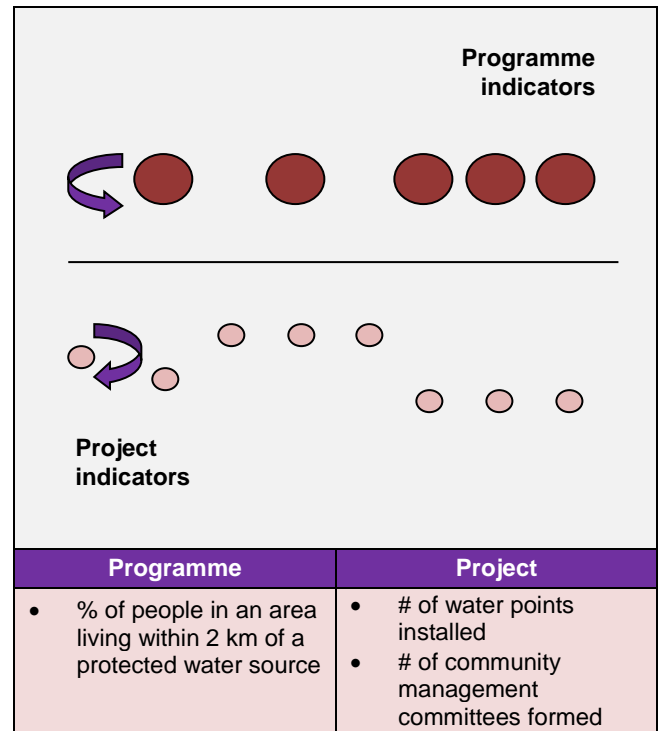 Programme
indicators
Project
indicators
Programme
Project
• % of people in an area
living within 2 km of a
protected water source
• # of water points
installed
• # of community
management
committees formed